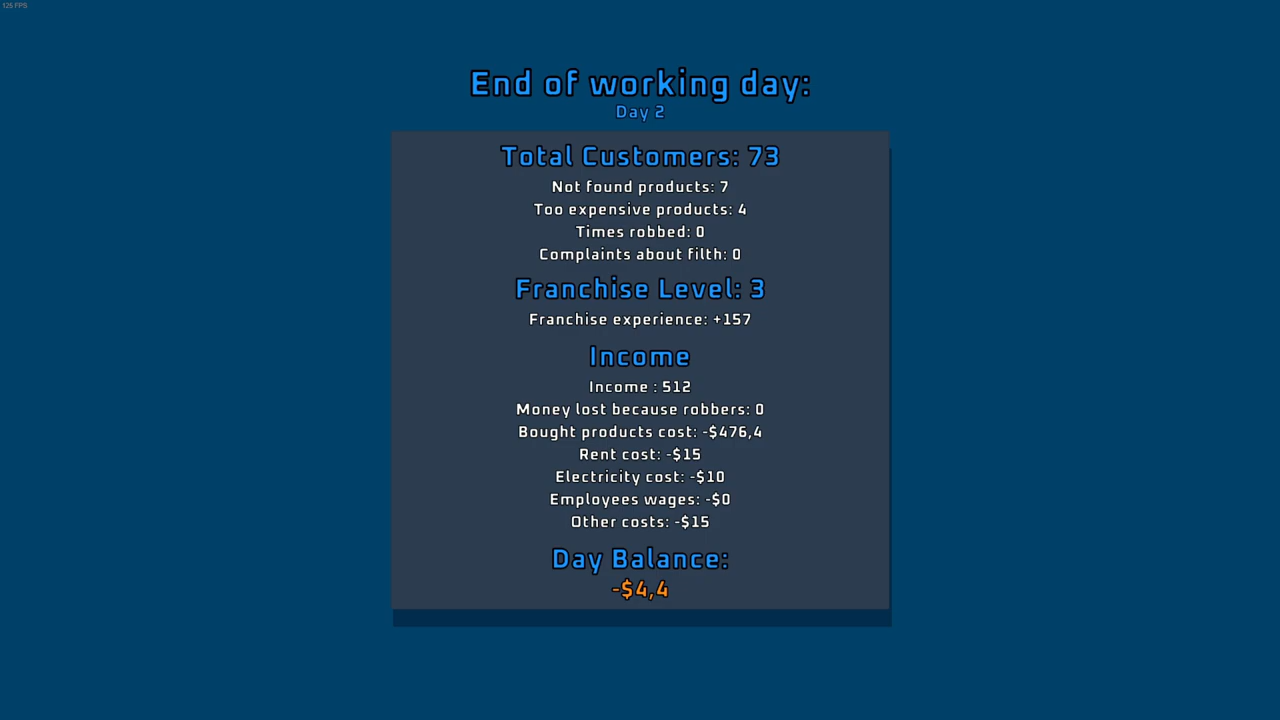 125 FPS
End of working day:
Day 2
Total Customers: 73
Not found products: 7
Too expensive products: 4
Times robbed: 0
Complaints about filth: 0
Franchise Level: 3
Franchise experience: +157
Income
Income : 512
Money lost because robbers: 0
Bought products cost: -$476,4
Rent cost: -$15
Electricity cost: -$10
Employees wages: -$0
Other costs: -$15
Day Balance:
-$4,4